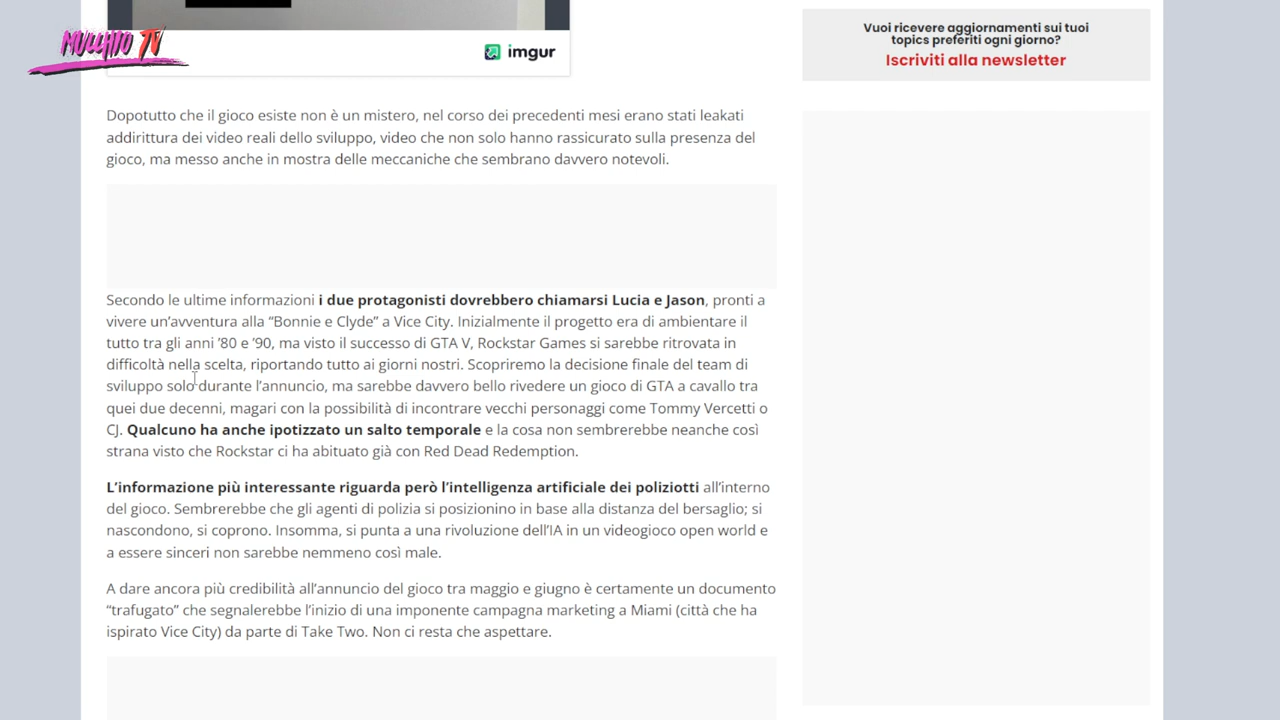 MUCCHIO TV
imgur
Vuoi ricevere aggiornamenti sui tuoi
topics preferiti ogni giorno?
Iscriviti alla newsletter
Dopotutto che il gioco esiste non è un mistero, nel corso dei precedenti mesi erano stati leakati
addirittura dei video reali dello sviluppo, video che non solo hanno rassicurato sulla presenza del
gioco, ma messo anche in mostra delle meccaniche che sembrano davvero notevoli.
Secondo le ultime informazioni i due protagonisti dovrebbero chiamarsi Lucia e Jason, pronti a
vivere un’avventura alla “Bonnie e Clyde” a Vice City. Inizialmente il progetto era di ambientare il
tutto tra gli anni ’80 e ’90, ma visto il successo di GTA V, Rockstar Games si sarebbe ritrovata in
difficoltà nella scelta, riportando tutto ai giorni nostri. Scopriremo la decisione finale del team di
sviluppo solo durante l’annuncio, ma sarebbe davvero bello rivedere un gioco di GTA a cavallo tra
quei due decenni, magari con la possibilità di incontrare vecchi personaggi come Tommy Vercetti o
CJ. Qualcuno ha anche ipotizzato un salto temporale e la cosa non sembrerebbe neanche così
strana visto che Rockstar ci ha abituato già con Red Dead Redemption.
L’informazione più interessante riguarda però l’intelligenza artificiale dei poliziotti all’interno
del gioco. Sembrerebbe che gli agenti di polizia si posizionino in base alla distanza del bersaglio; si
nascondono, si coprono. Insomma, si punta a una rivoluzione dell’IA in un videogioco open world e
a essere sinceri non sarebbe nemmeno così male.
A dare ancora più credibilità all’annuncio del gioco tra maggio e giugno è certamente un documento
“trafugato” che segnalerebbe l’inizio di una imponente campagna marketing a Miami (città che ha
ispirato Vice City) da parte di Take Two. Non ci resta che aspettare.